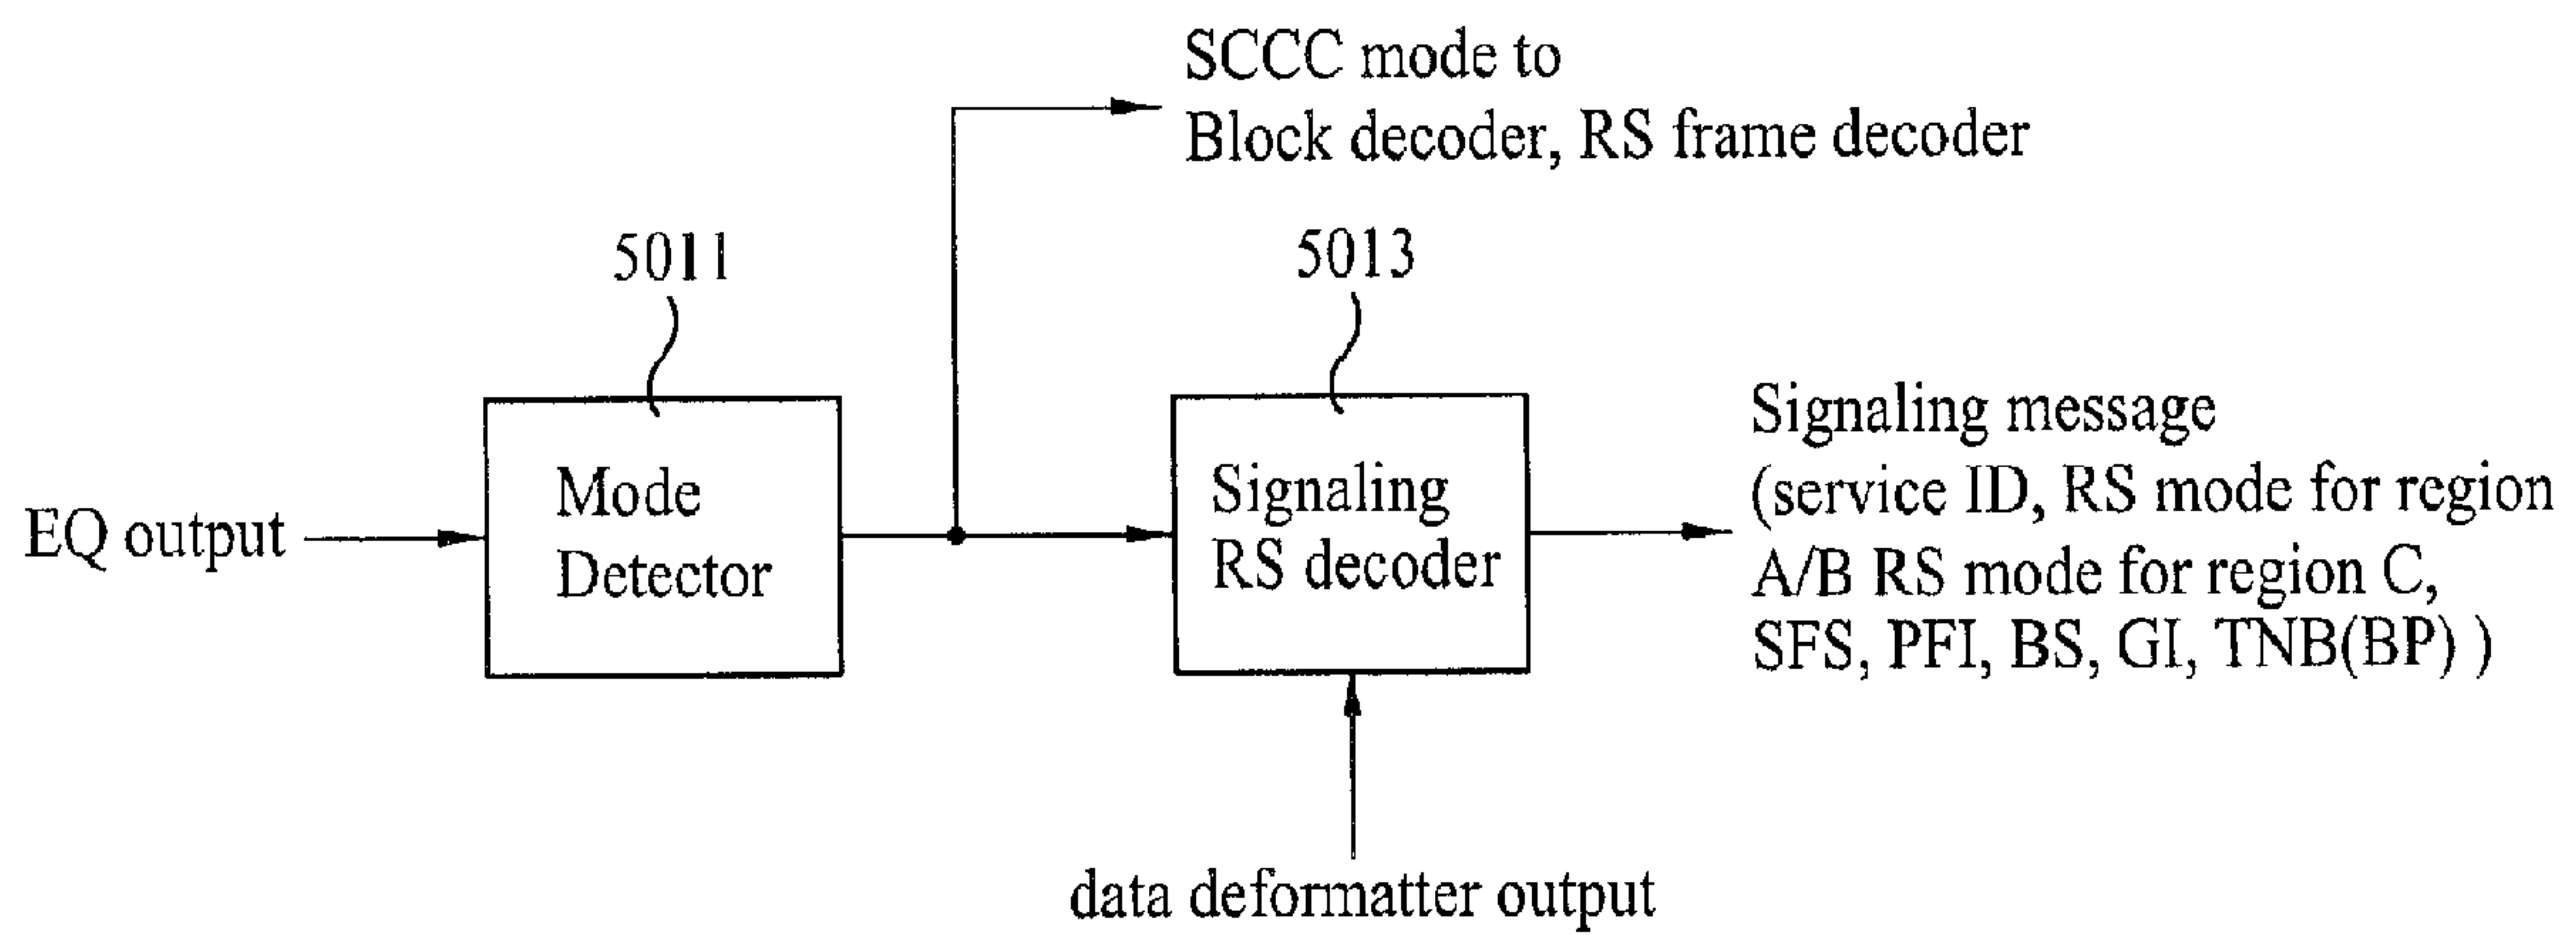 SCCC mode to
Block decoder, RS frame decoder
5011
5013
EQ output
Mode
Detector
Signaling
RS decoder
Signaling message
(service ID, RS mode for region
A/B RS mode for region C,
SFS, PFI, BS, GI, TNB(BP) )
data deformatter output